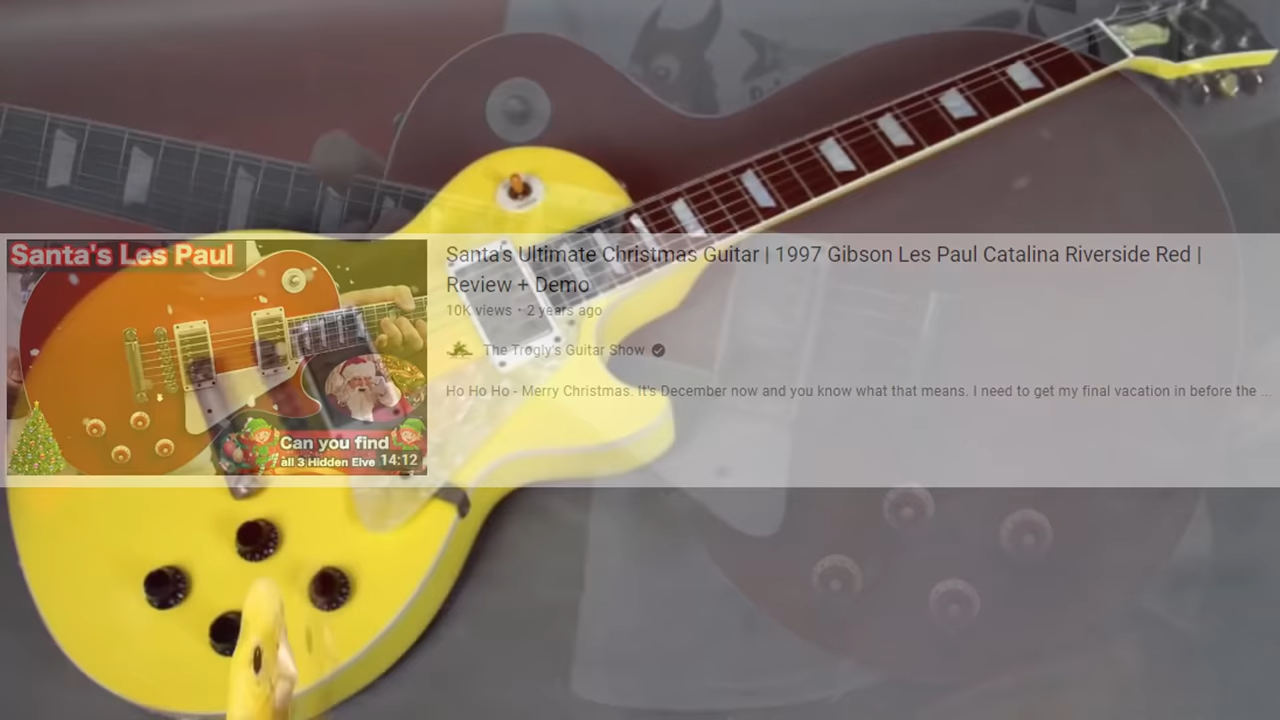 Santa's Les Paul
Santa's Ultimate Christmas Guitar | 1997 Gibson Les Paul Catalina Riverside Red |
Review + Demo
10K views • 2 years ago
The Trogly's Guitar Show
Ho Ho Ho - Merry Christmas. It's December now and you know what that means. I need to get my final vacation in before the ...
Can you find
all 3 Hidden Elve
14:12